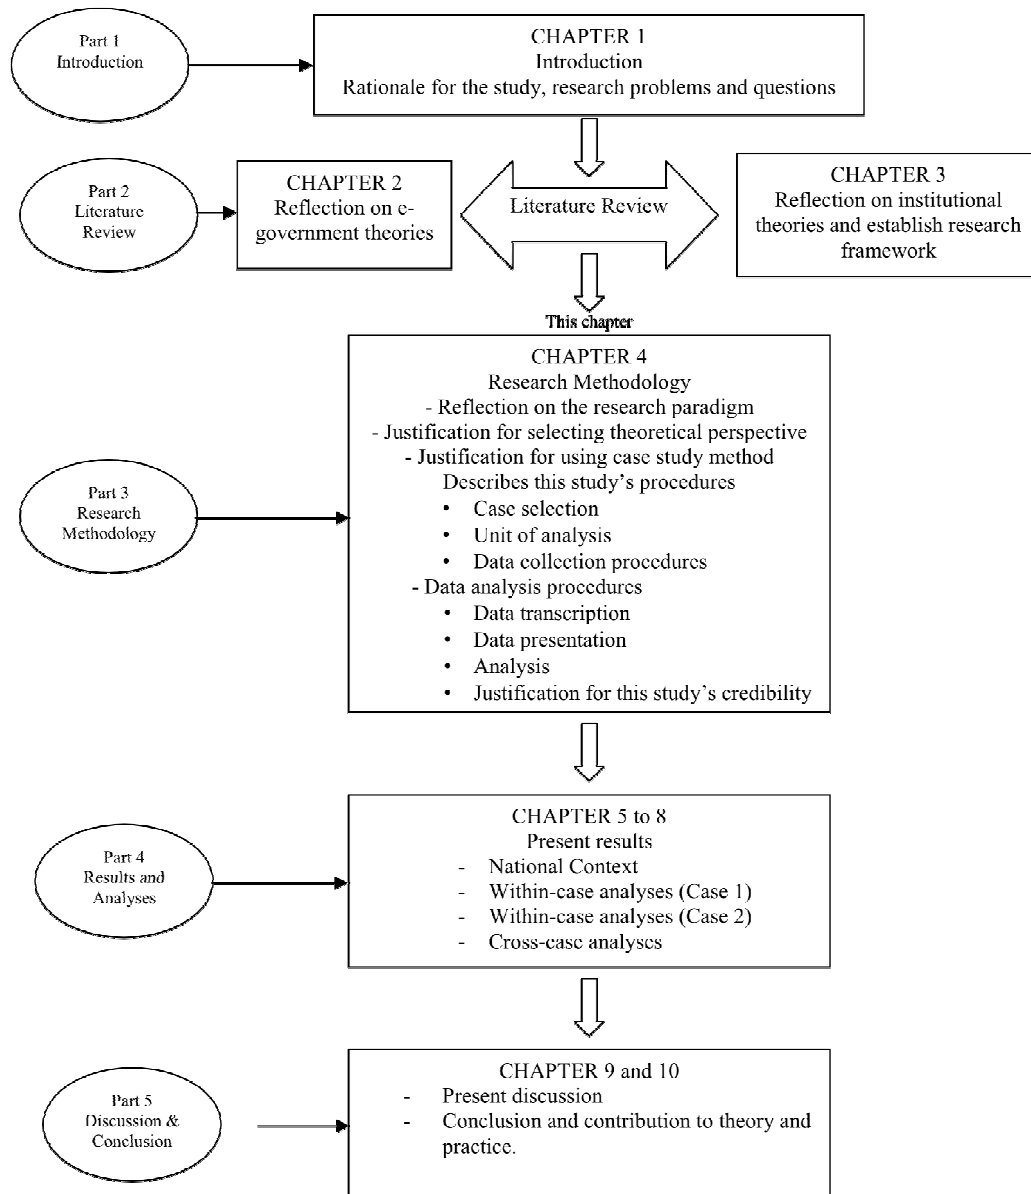 Part 1
Introduction
CHAPTER 1
Introduction
Rationale for the study, research problems and questions
Part 2
Literature
Review
CHAPTER 2
Reflection on e-
government theories
Literature Review
CHAPTER 3
Reflection on institutional
theories and establish research
framework
This chapter
Part 3
Research
Methodology
CHAPTER 4
Research Methodology
- Reflection on the research paradigm
- Justification for selecting theoretical perspective
- Justification for using case study method
Describes this study’s procedures
• Case selection
• Unit of analysis
• Data collection procedures
- Data analysis procedures
• Data transcription
• Data presentation
• Analysis
• Justification for this study’s credibility
Part 4
Results and
Analyses
CHAPTER 5 to 8
Present results
- National Context
- Within-case analyses (Case 1)
- Within-case analyses (Case 2)
- Cross-case analyses
Part 5
Discussion &
Conclusion
CHAPTER 9 and 10
- Present discussion
- Conclusion and contribution to theory and
practice.